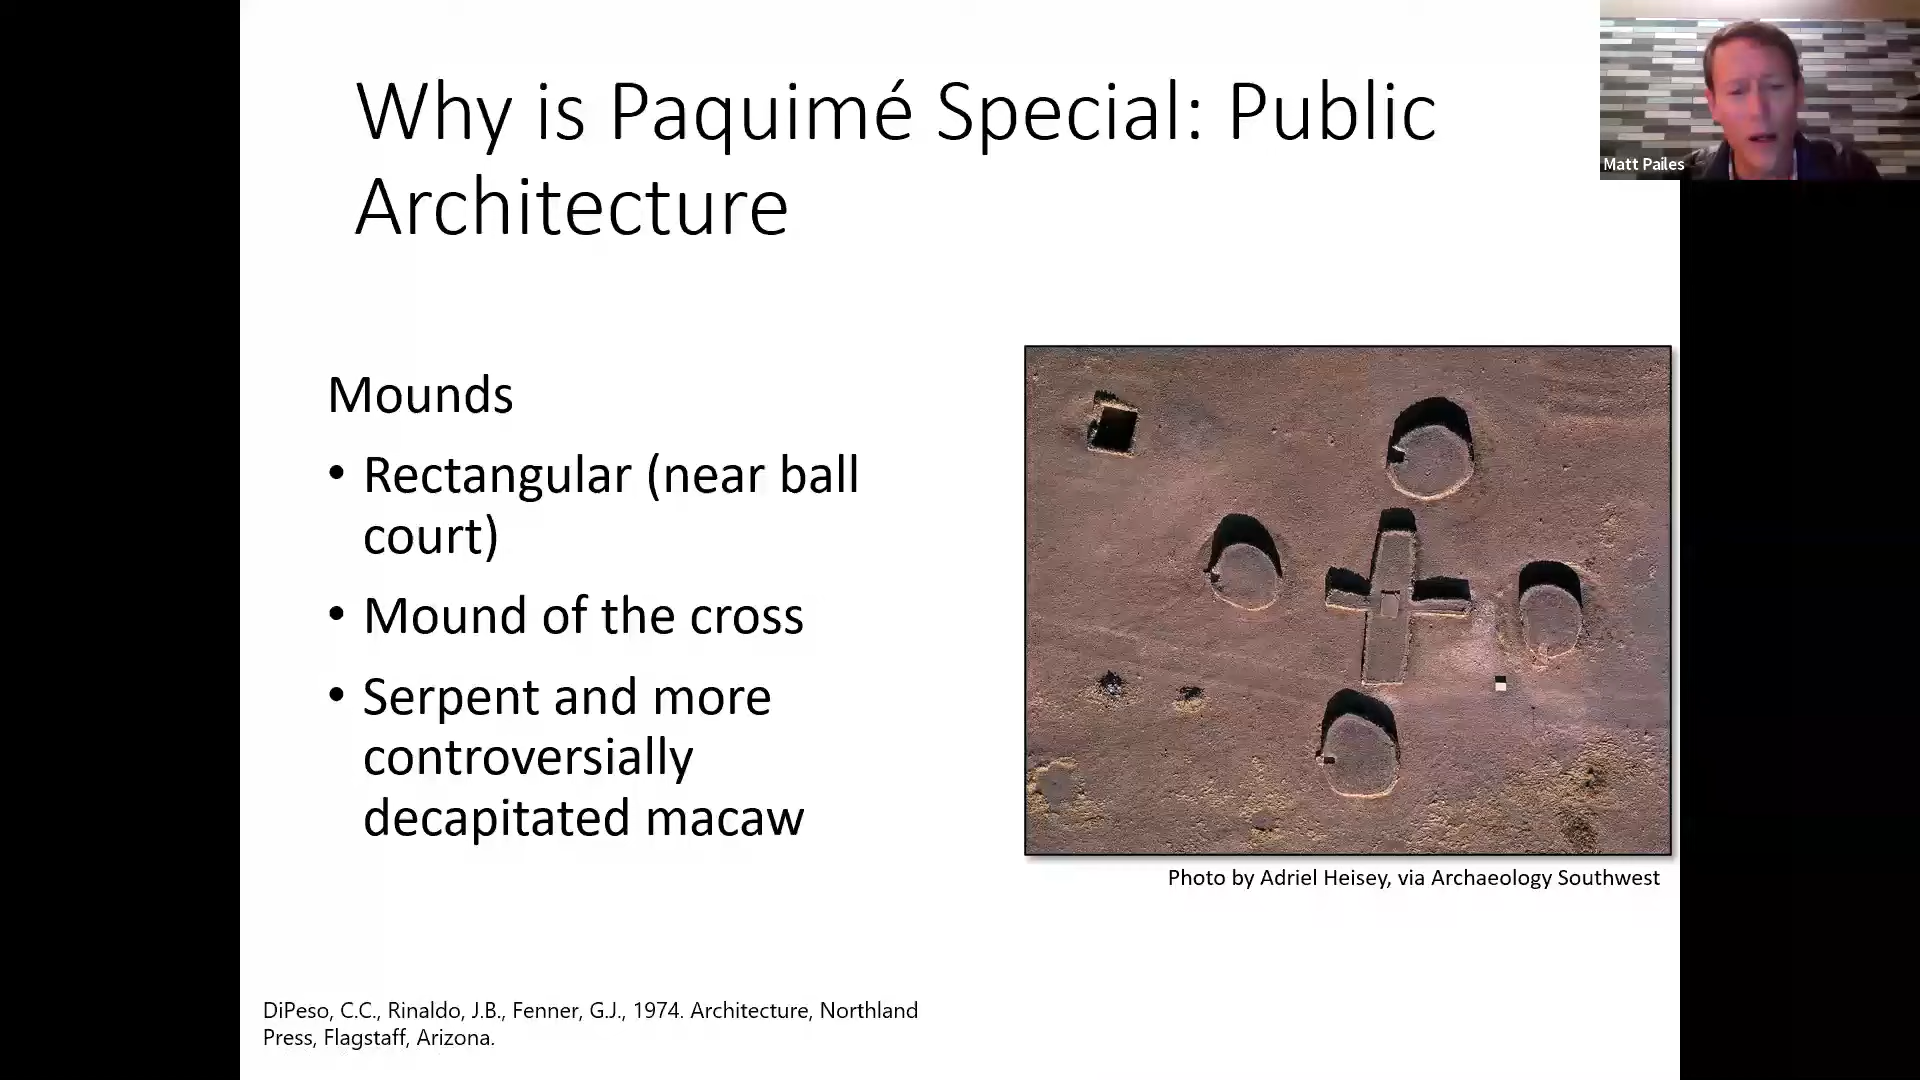 Why is Paquimé Special: Public
Architecture
Matt Pailes
Mounds
• Rectangular (near ball
court)
• Mound of the cross
• Serpent and more
controversially
decapitated macaw
Photo by Adriel Heisey, via Archaeology Southwest
DiPeso, C.C., Rinaldo, J.B., Fenner, G.J., 1974. Architecture, Northland
Press, Flagstaff, Arizona.